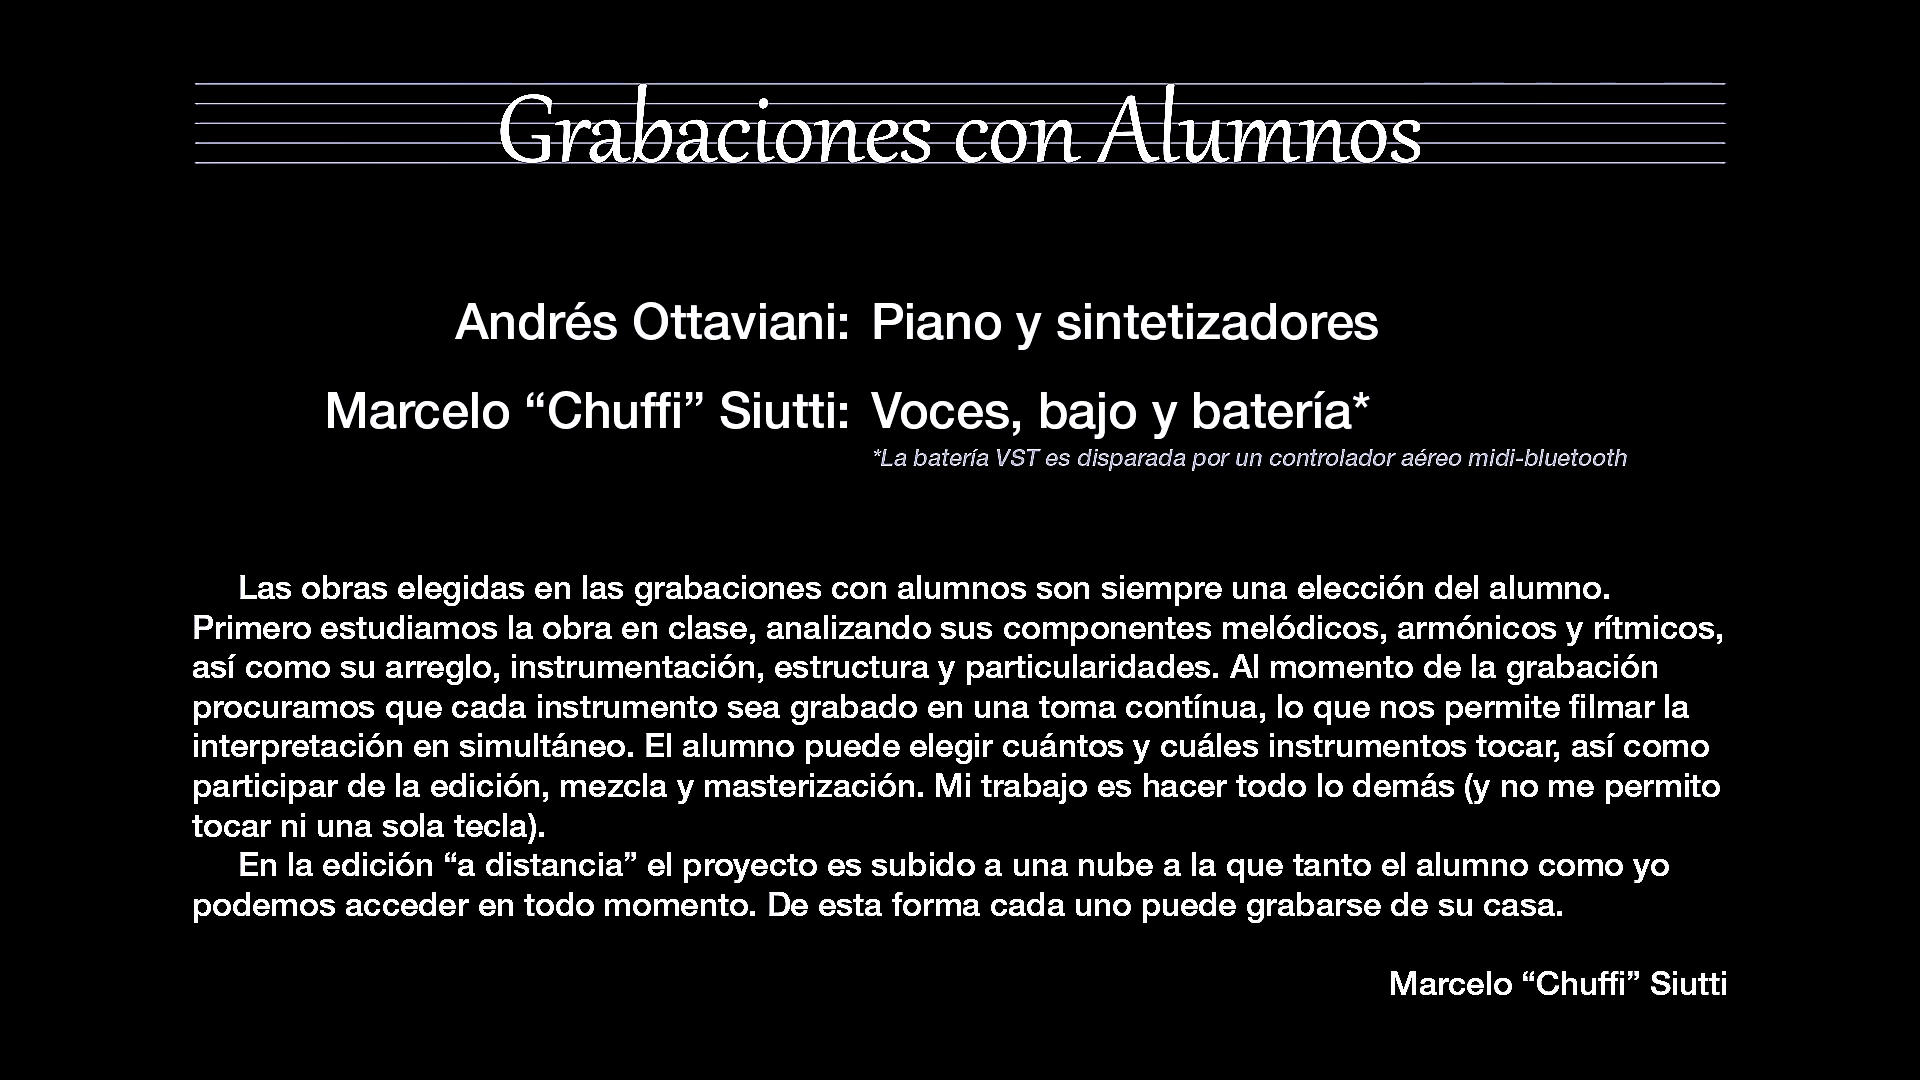 Grabaciones con Alumnos
Andrés Ottaviani: Piano y sintetizadores
Marcelo “Chuffi” Siutti: Voces, bajo y batería*
*La batería VST es disparada por un controlador aéreo midi-bluetooth
Las obras elegidas en las grabaciones con alumnos son siempre una elección del alumno.
Primero estudiamos la obra en clase, analizando sus componentes melódicos, armónicos y rítmicos,
así como su arreglo, instrumentación, estructura y particularidades. Al momento de la grabación
procuramos que cada instrumento sea grabado en una toma contínua, lo que nos permite filmar la
interpretación en simultáneo. El alumno puede elegir cuántos y cuáles instrumentos tocar, así como
participar de la edición, mezcla y masterización. Mi trabajo es hacer todo lo demás (y no me permito
tocar ni una sola tecla).
En la edición “a distancia” el proyecto es subido a una nube a la que tanto el alumno como yo
podemos acceder en todo momento. De esta forma cada uno puede grabarse de su casa.
Marcelo “Chuffi” Siutti